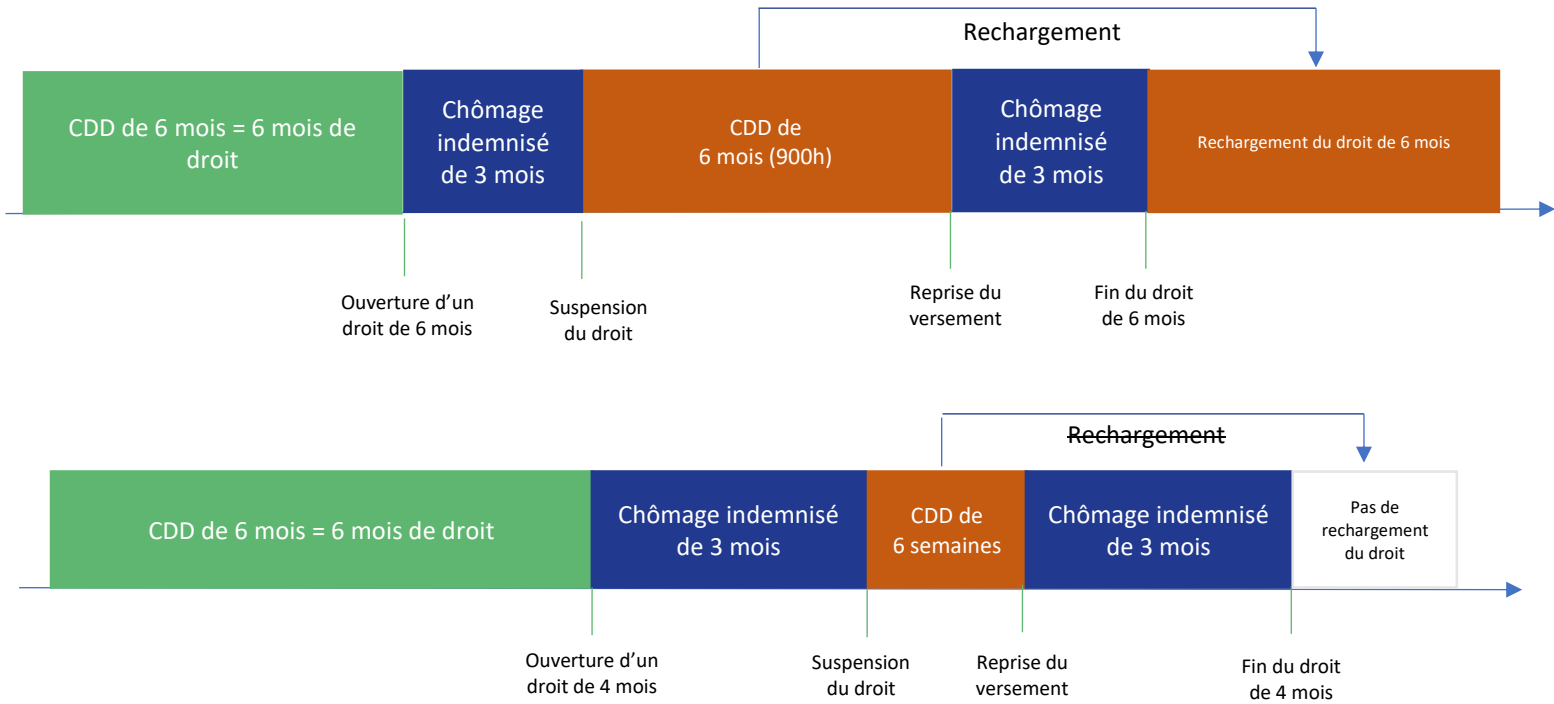 Rechargement
CDD de 6 mois = 6 mois de
droit
Chômage
indemnisé
de 3 mois
CDD de
6 mois (900h)
Chômage
indemnisé
de 3 mois
Rechargement du droit de 6 mois
Ouverture d’un
droit de 6 mois
Suspension
du droit
Reprise du
versement
Fin du droit
de 6 mois
Rechargement
CDD de 6 mois = 6 mois de droit
Chômage indemnisé
de 3 mois
CDD de
6 semaines
Chômage indemnisé
de 3 mois
Pas de
rechargement
du droit
Ouverture d’un
droit de 4 mois
Suspension
du droit
Reprise du
versement
Fin du droit
de 4 mois